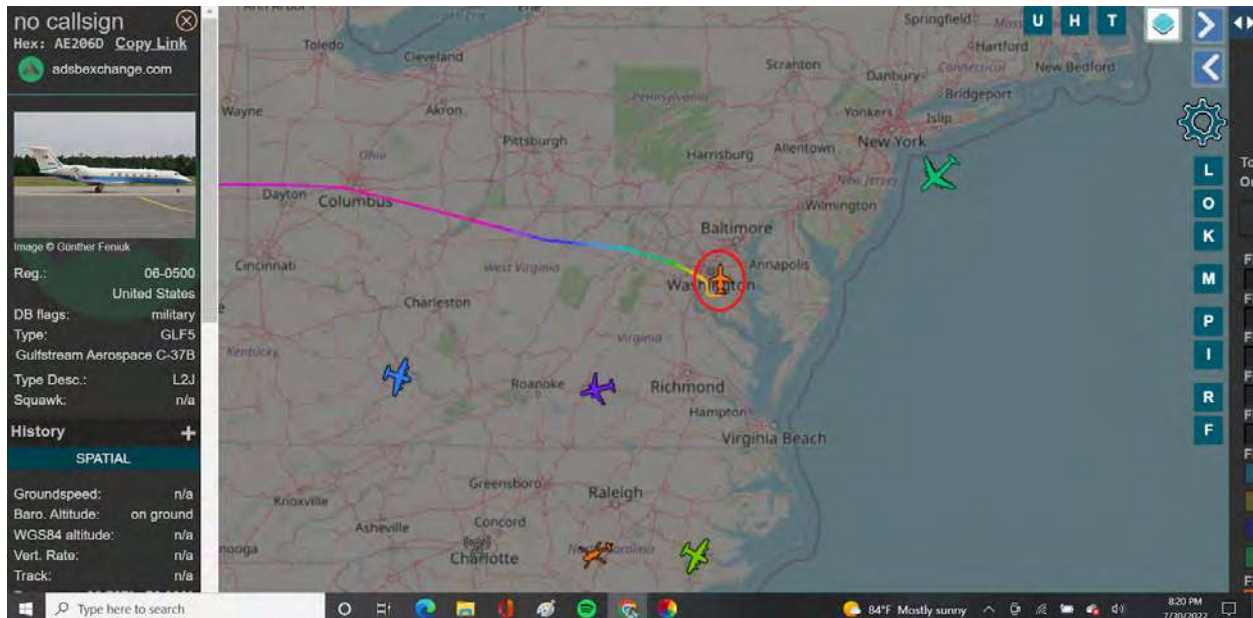 no callsign
Hex: AE206D Copy Link
adsbexchange.com
Image © Günther Feniuk
Reg.: 06-0500
United States
DB flags: military
Type: GLF5
Gulfstream Aerospace C-37B
Type Desc.: L2J
Squawk: n/a
History +
SPATIAL
Groundspeed: n/a
Baro. Altitude: on ground
WGS84 altitude: n/a
Vert. Rate: n/a
Track: n/a
Toledo
Cleveland
Springfield
Hartford
Scranton
Danbury
Connecticut
New Bedford
Bridgeport
Wayne
Akron
Pennsylvania
Yonkers
Islip
New York
Pittsburgh
Harrisburg
Allentown
Ohio
New Jersey
Dayton
Columbus
Wilmington
Baltimore
Cincinnati
West Virginia
Annapolis
Washington
Charleston
Virginia
Kentucky
Roanoke
Richmond
Hampton
Virginia Beach
Greensboro
Raleigh
Knoxville
Asheville
Concord
Charlotte
North Carolina
nooga
U H T
L
O
K
M
P
I
R
F
Type here to search
84°F Mostly sunny
8:20 PM
7/20/2022